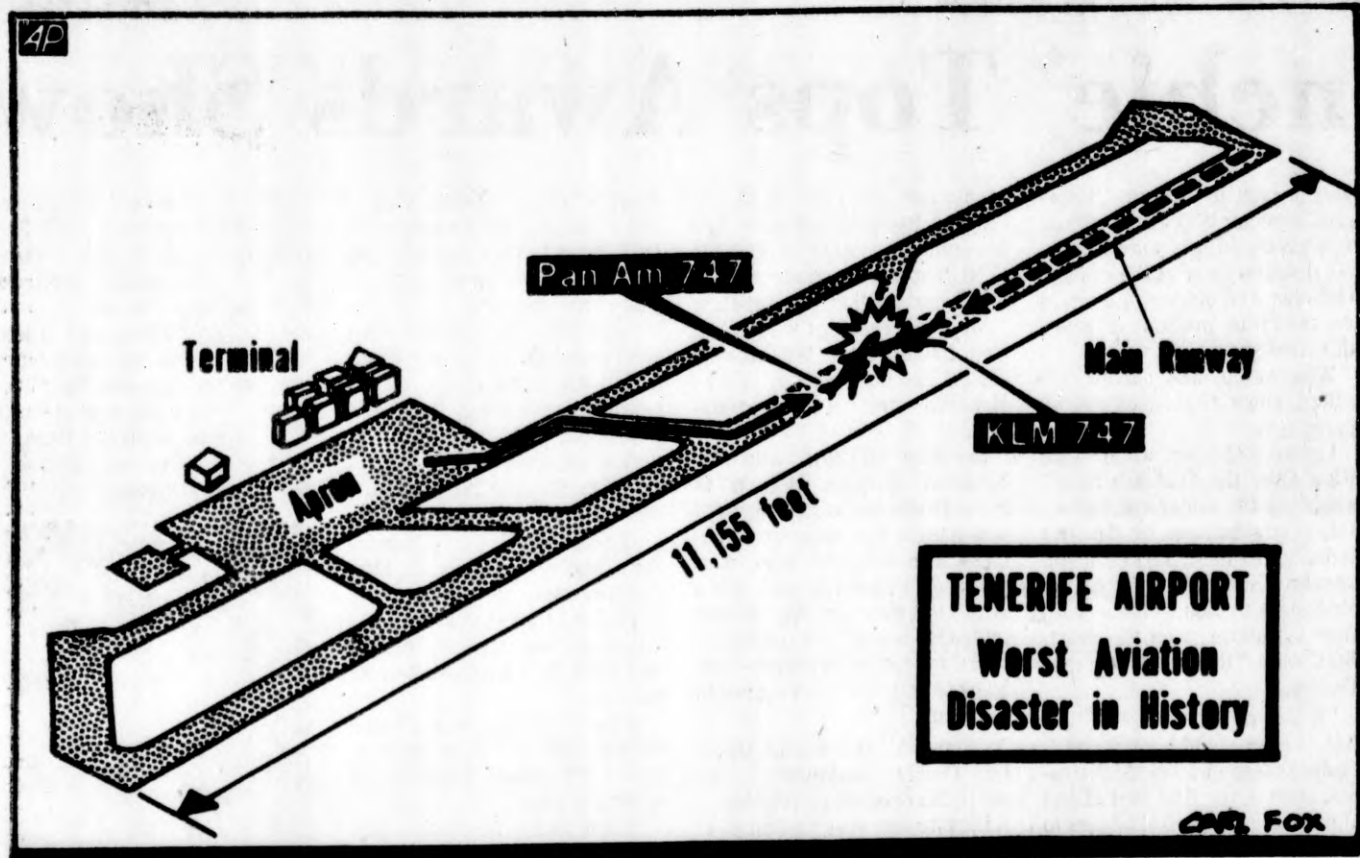 AP
Pan Am 747
Terminal
Main Runway
KLM 747
Apron
11,155 feet
TENERIFE AIRPORT
Worst Aviation
Disaster in History
CARL FOX